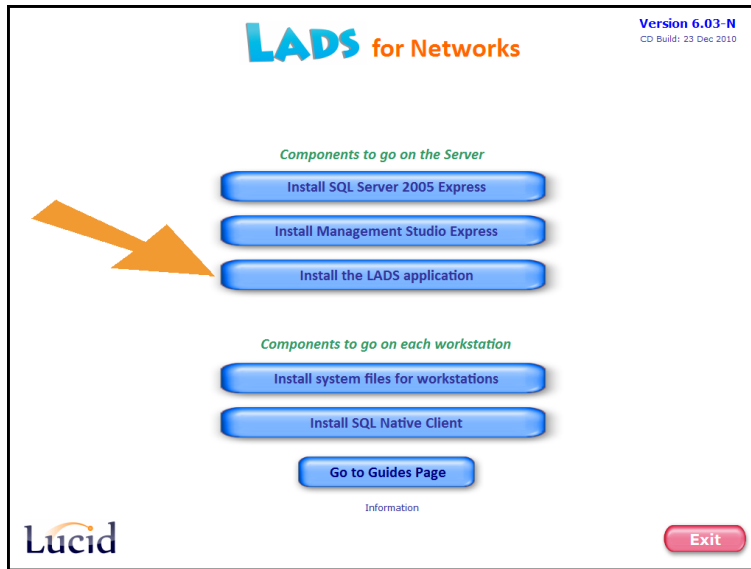 LADS for Networks
Version 6.03-N
CD Build: 23 Dec 2010
Components to go on the Server
Install SQL Server 2005 Express
Install Management Studio Express
Install the LADS application
Components to go on each workstation
Install system files for workstations
Install SQL Native Client
Go to Guides Page
Information
Lucid
Exit